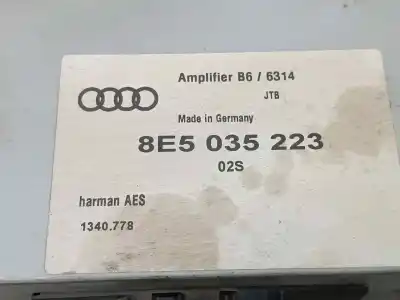 Amplifier B6 / 6314
JTB
Made in Germany
8E5 035 223
02S
harman AES
1340.778